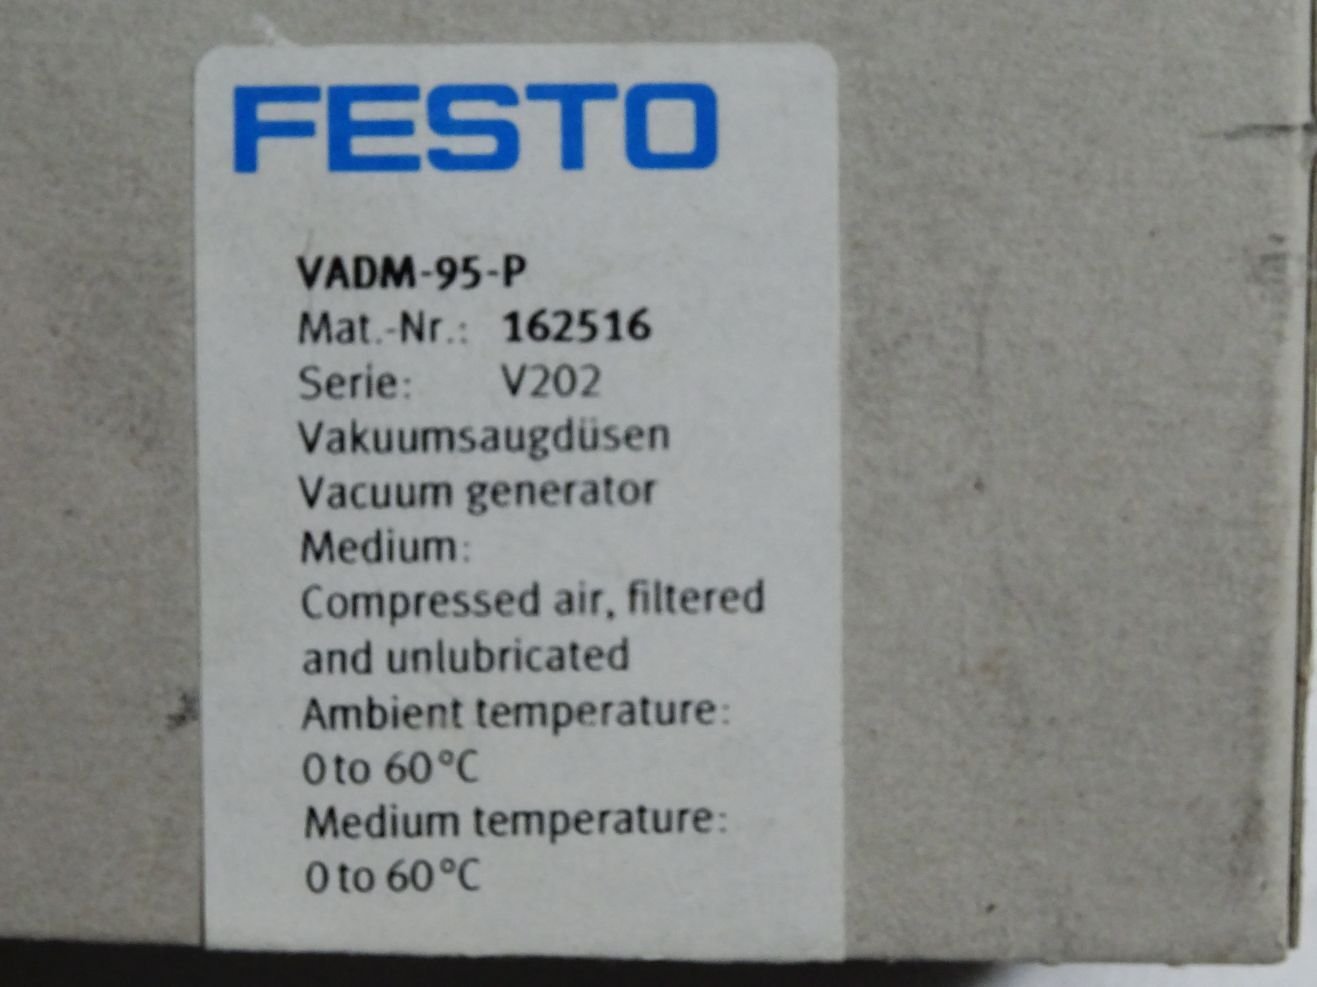 FESTO
VADM-95-P
Mat.-Nr.: 162516
Serie: V202
Vakuumsaugdüsen
Vacuum generator
Medium:
Compressed air, filtered
and unlubricated
Ambient temperature:
0 to 60 °C
Medium temperature:
0 to 60 °C